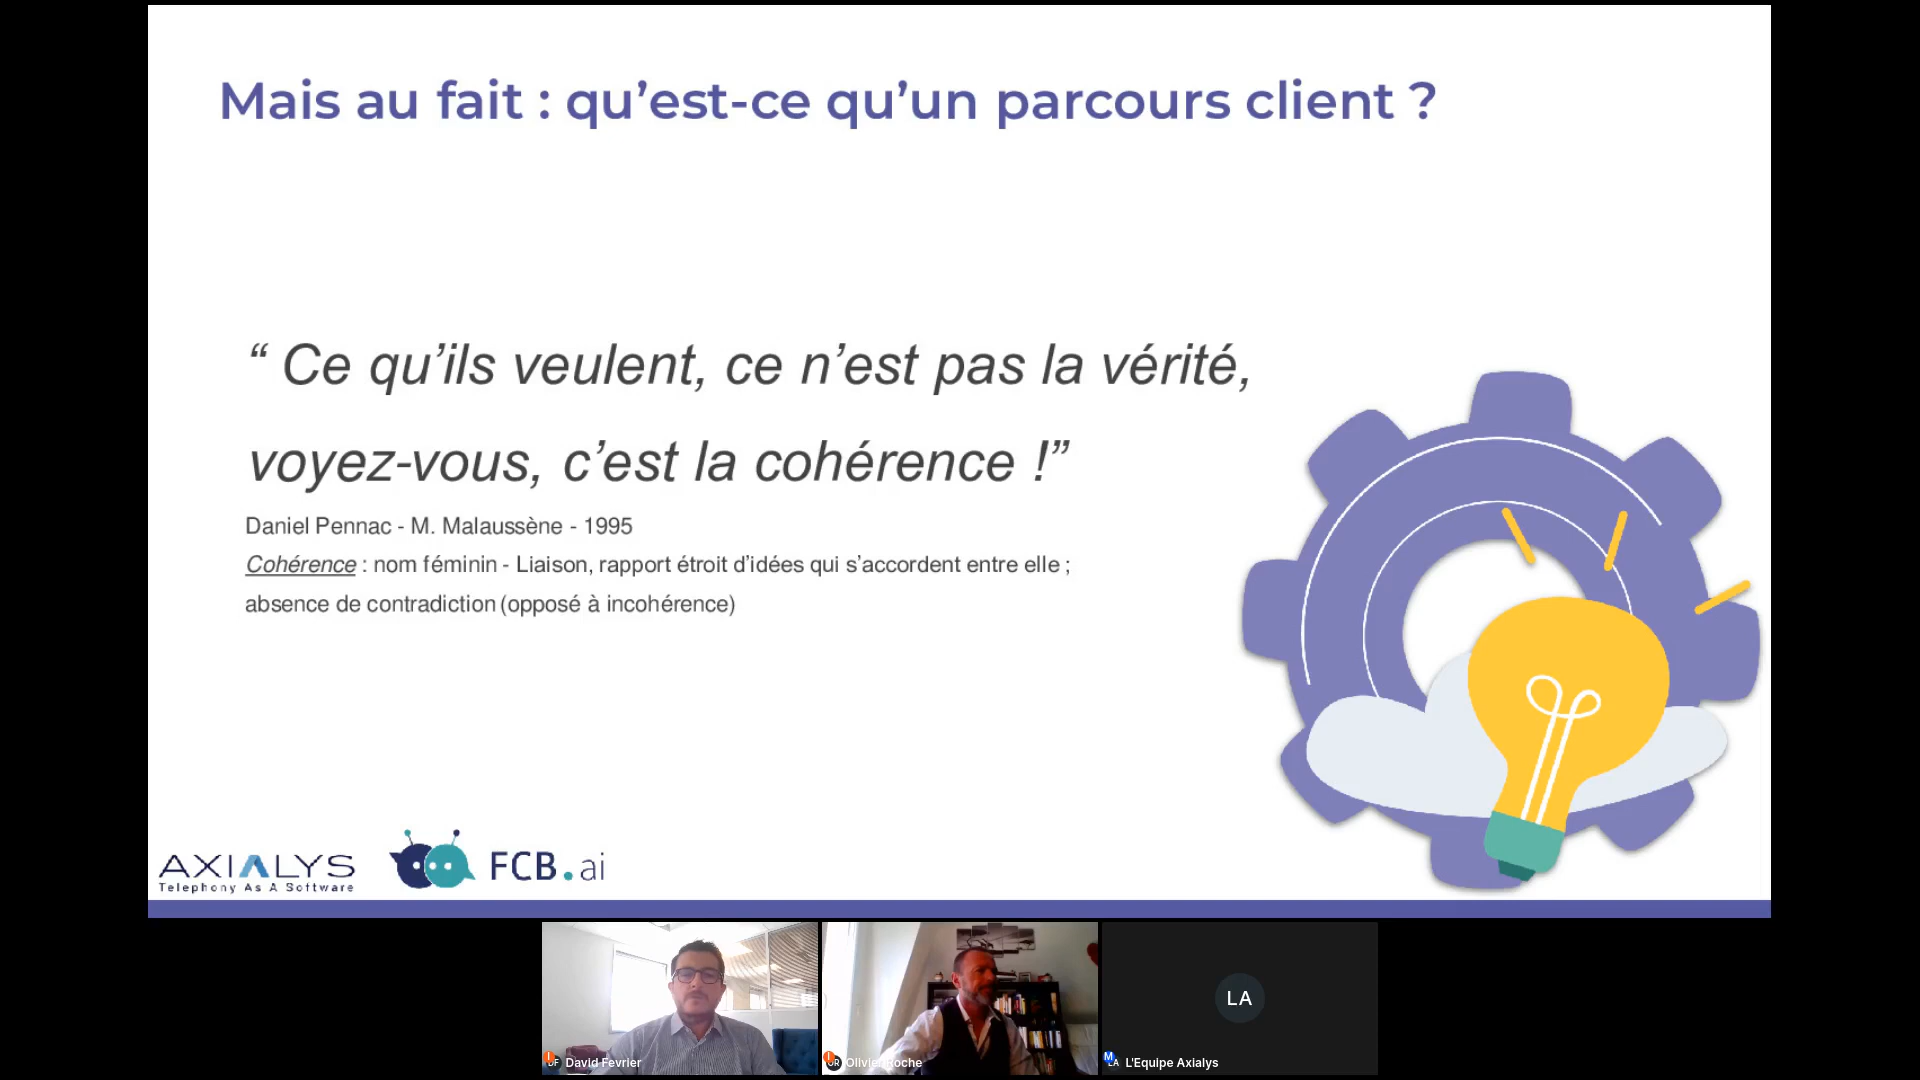 Mais au fait : qu’est-ce qu’un parcours client ?
“ Ce qu’ils veulent, ce n’est pas la vérité,
voyez-vous, c’est la cohérence !”
Daniel Pennac - M. Malaussène - 1995
Cohérence : nom féminin - Liaison, rapport étroit d’idées qui s’accordent entre elle ;
absence de contradiction (opposé à incohérence)
AXIALYS
Telephony As A Software
FCB.ai
LA
I DF David Fevrier
I OR Olivier Roche
M LA L'Equipe Axialys